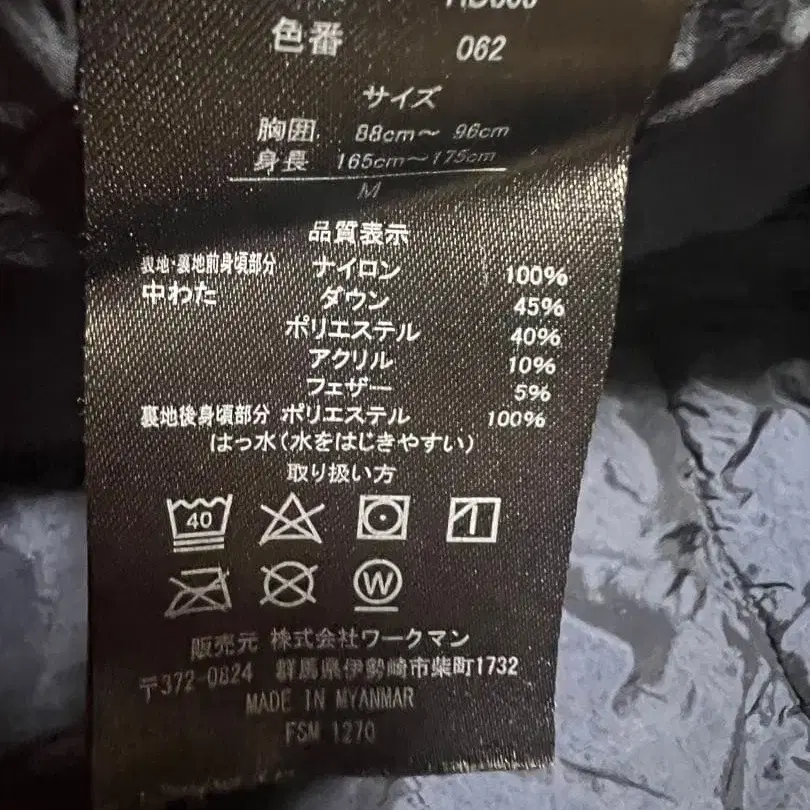 色番 062
サイズ
胸囲 88cm〜 96cm
身長 165cm〜175cm
M
品質表示
表地・裏地前身頃部分 ナイロン 100%
中わた ダウン 45%
ポリエステル 40%
アクリル 10%
フェザー 5%
裏地後身頃部分 ポリエステル 100%
はっ水(水をはじきやすい)
取り扱い方
40
W
販売元 株式会社ワークマン
〒372-0824 群馬県伊勢崎市柴町1732
MADE IN MYANMAR
FSM 1270